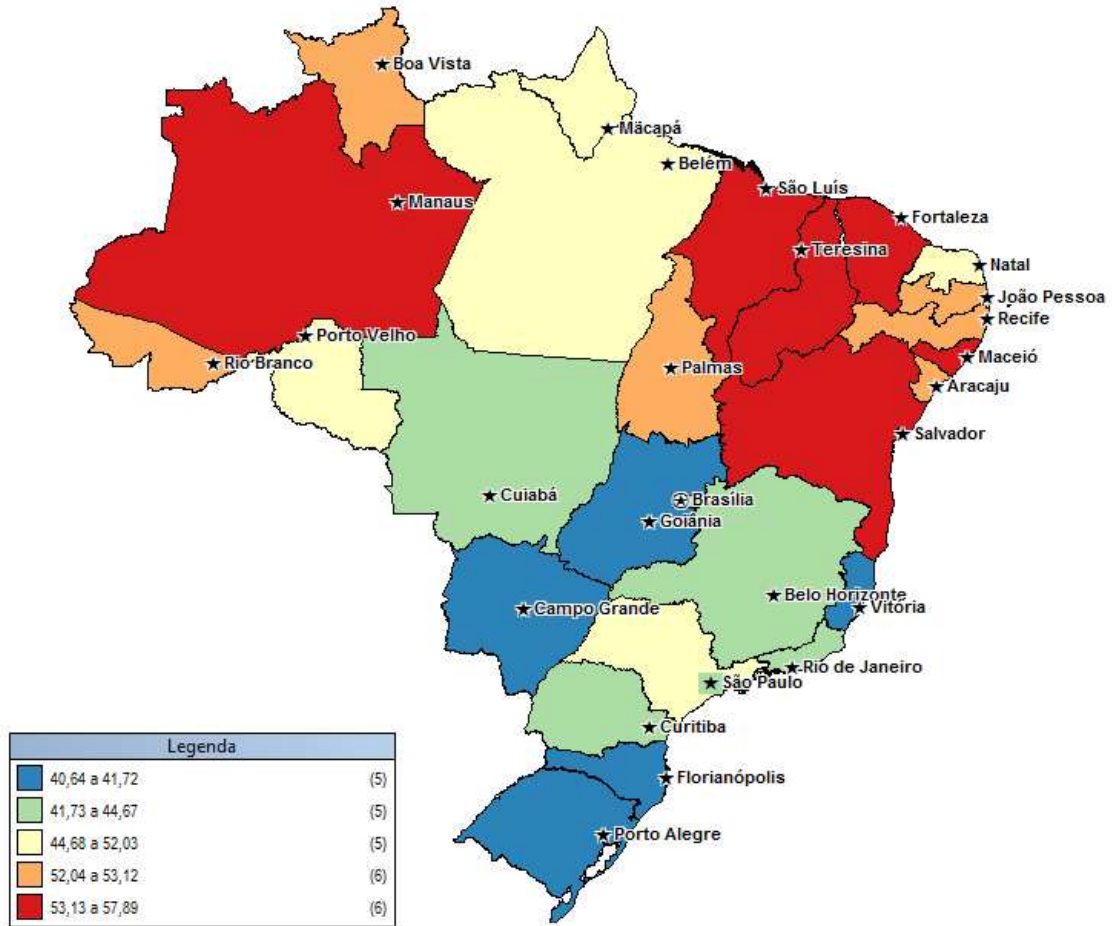 Boa Vista
Mäcapá
Belém
São Luís
Manaus
Fortaleza
Teresina
Natal
João Pessoa
Recife
Porto Velho
Maceió
Rio Branco
Palmas
Aracaju
Salvador
Cuiabá
Brasília
Goiânia
Belo Horizonte
Campo Grande
Vitória
Rio de Janeiro
São Paulo
Curitiba
Florianópolis
Porto Alegre
Legenda
40,64 a 41,72 (5)
41,73 a 44,67 (5)
44,68 a 52,03 (5)
52,04 a 53,12 (6)
53,13 a 57,89 (6)